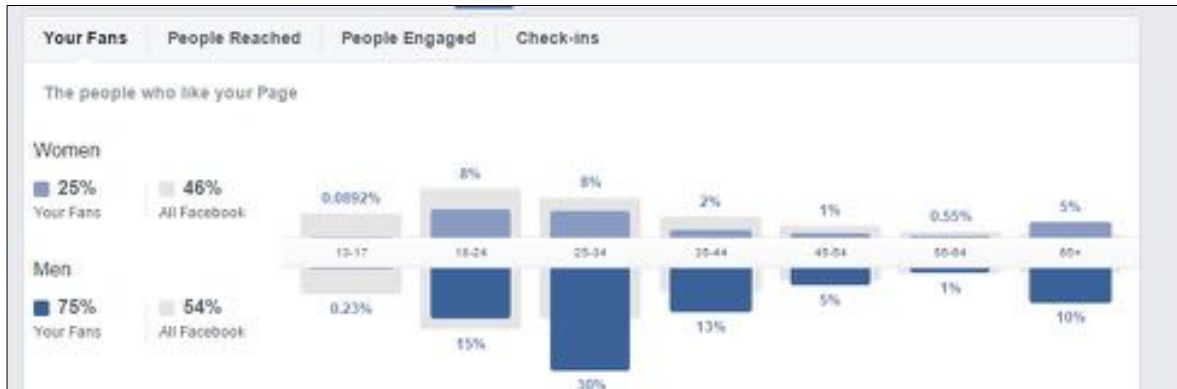 Your Fans People Reached People Engaged Check-ins
The people who like your Page
Women
25% 46%
Your Fans All Facebook
Men
75% 54%
Your Fans All Facebook
0.0892% 8% 8% 2% 1% 0.55% 5%
13-17 18-24 25-34 35-44 45-54 55-64 65+
0.23% 15% 30% 13% 5% 1% 10%